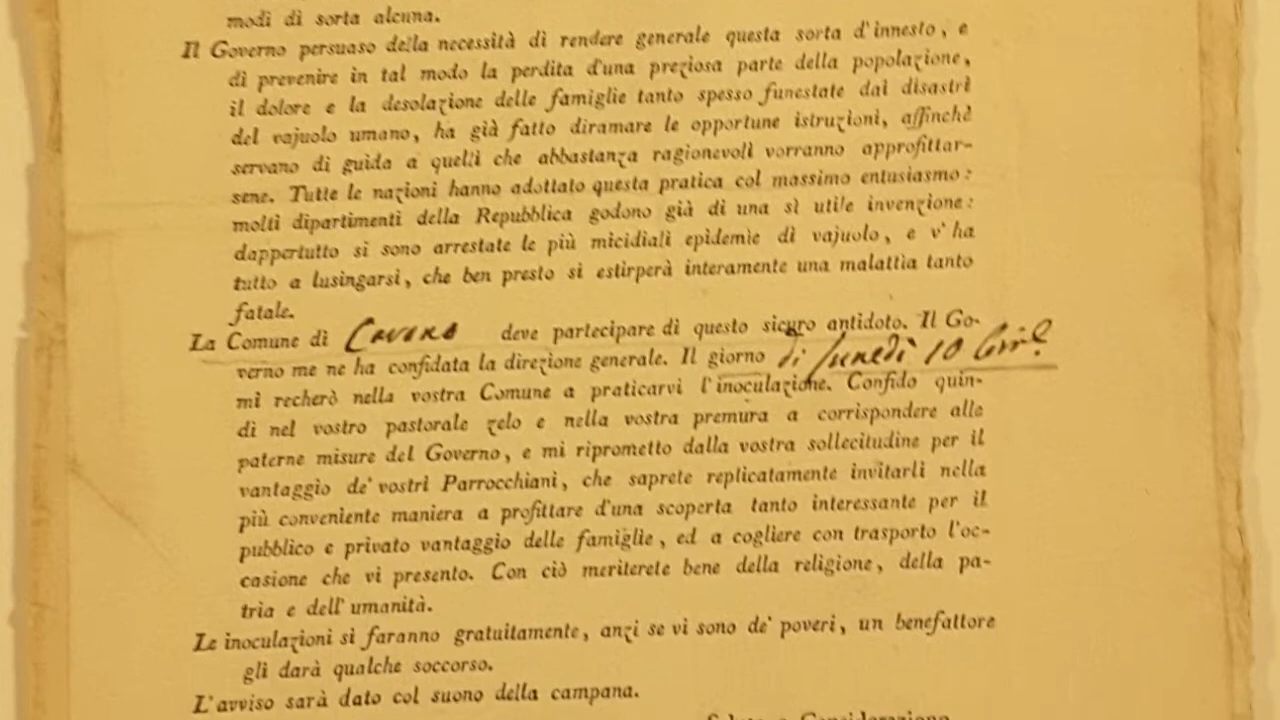 modi di sorta alcuna.
Il Governo persuaso della necessità di rendere generale questa sorta d'innesto, e
di prevenire in tal modo la perdita d'una preziosa parte della popolazione,
il dolore e la desolazione delle famiglie tanto spesso funestate dai disastri
del vajuolo umano, ha già fatto diramare le opportune istruzioni, affinchè
servano di guida a quelli che abbastanza ragionevoli vorranno approfittar-
sene. Tutte le nazioni hanno adottato questa pratica col massimo entusiasmo:
molti dipartimenti della Repubblica godono già di una sì utile invenzione:
dappertutto si sono arrestate le più micidiali epidemie di vajuolo, e v'ha
tutto a lusingarsi, che ben presto si estirperà interamente una malattia tanto
fatale.
La Comune di deve partecipare di questo sicuro antidoto. Il Go-
verno me ne ha confidata la direzione generale. Il giorno di lunedì 10
mi recherò nella vostra Comune a praticarvi l'inoculazione. Confido quin-
di nel vostro pastorale zelo e nella vostra premura a corrispondere alle
paterne misure del Governo, e mi riprometto dalla vostra sollecitudine per il
vantaggio de' vostri Parrocchiani, che saprete replicatamente invitarli nella
più conveniente maniera a profittare d'una scoperta tanto interessante per il
pubblico e privato vantaggio delle famiglie, ed a cogliere con trasporto l'oc-
casione che vi presento. Con ciò meriterete bene della religione, della pa-
tria e dell'umanità.
Le inoculazioni si faranno gratuitamente, anzi se vi sono de' poveri, un benefattore
gli darà qualche soccorso.
L'avviso sarà dato col suono della campana.